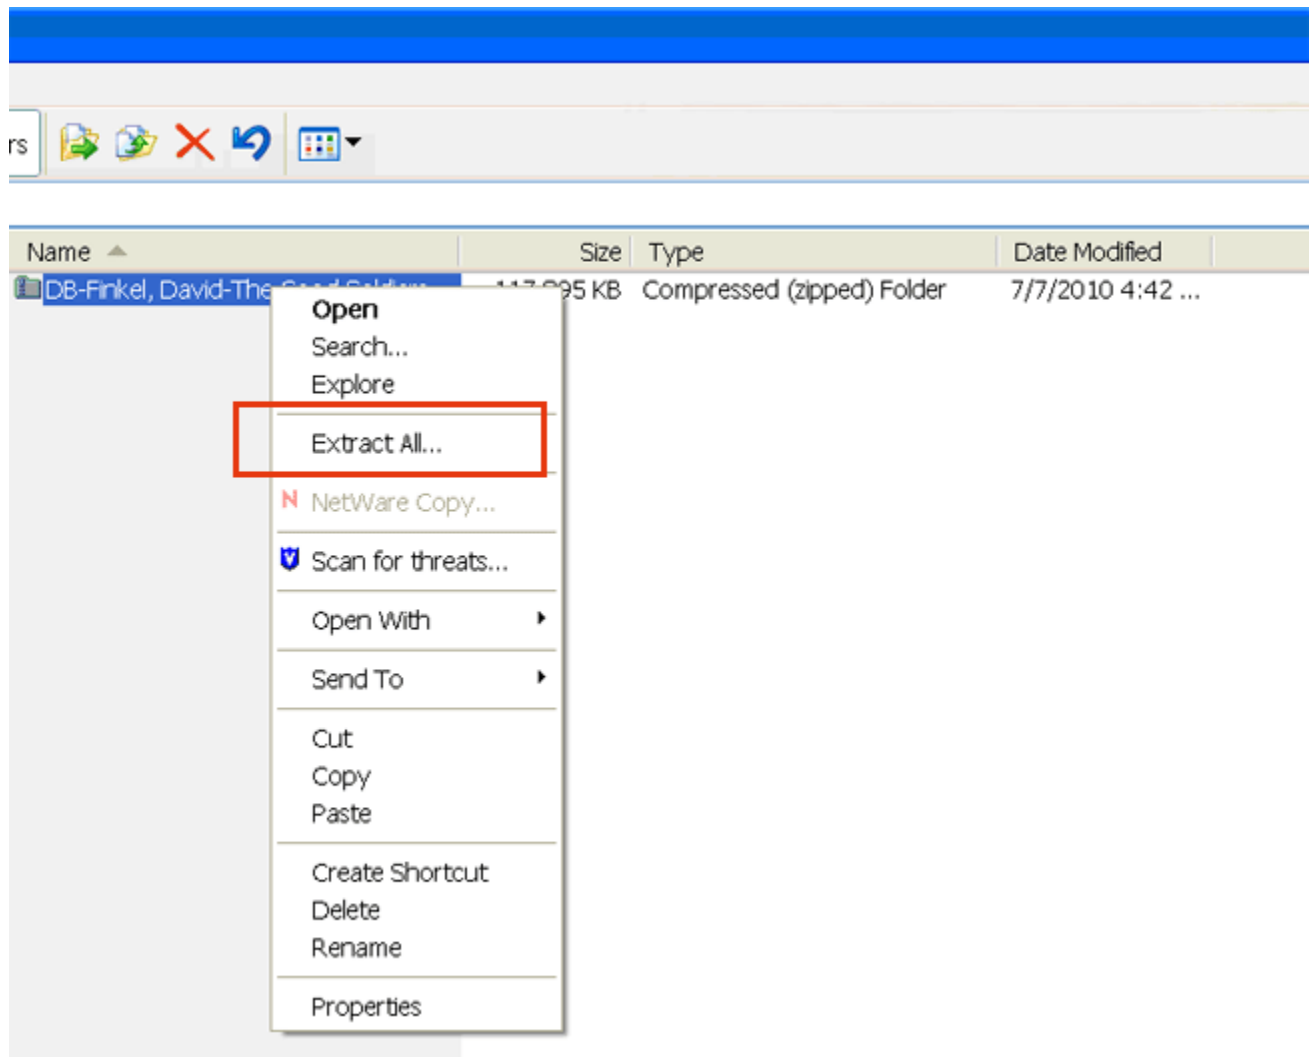 rs
Name Size Type Date Modified
DB-Finkel, David-The 95 KB Compressed (zipped) Folder 7/7/2010 4:42 ...
Open
Search...
Explore
Extract All...
N NetWare Copy...
V Scan for threats...
Open With
Send To
Cut
Copy
Paste
Create Shortcut
Delete
Rename
Properties